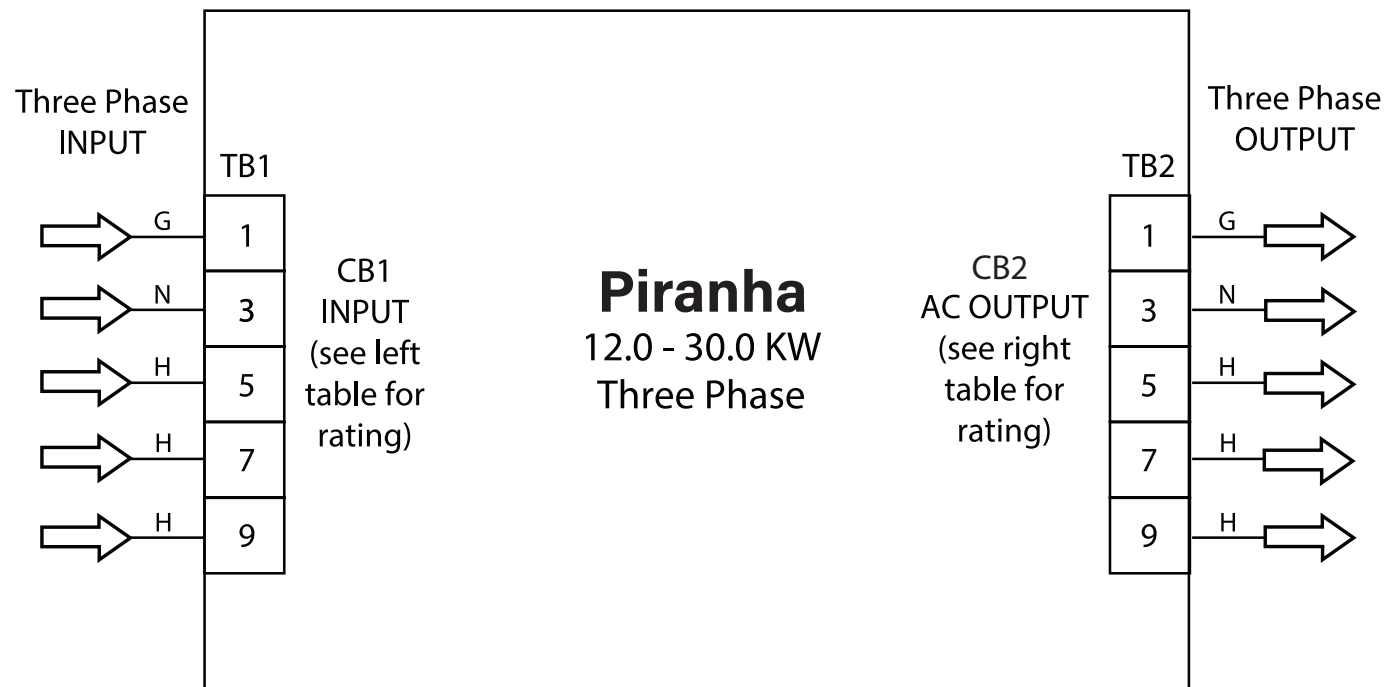 Three Phase
INPUT
TB1
G
1
N
3
H
5
H
7
H
9
CB1
INPUT
(see left
table for
rating)
Piranha
12.0 - 30.0 KW
Three Phase
CB2
AC OUTPUT
(see right
table for
rating)
Three Phase
OUTPUT
TB2
1
G
3
N
5
H
7
H
9
H